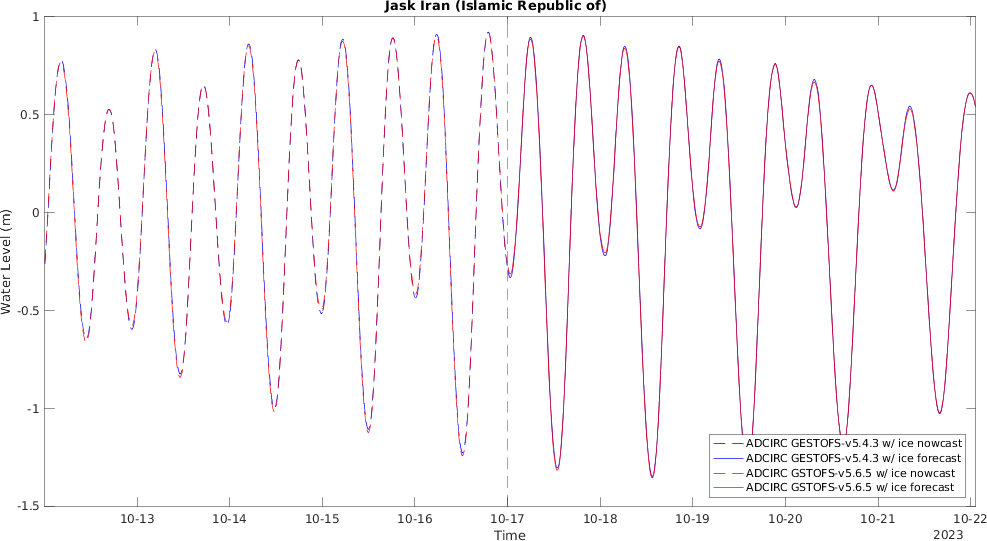 Jask Iran (Islamic Republic of)
1
0.5
0
-0.5
-1
-1.5
Water Level (m)
ADCIRC GESTOFS-v5.4.3 w/ ice nowcast
ADCIRC GESTOFS-v5.4.3 w/ ice forecast
ADCIRC GSTOFS-v5.6.5 w/ ice nowcast
ADCIRC GSTOFS-v5.6.5 w/ ice forecast
10-13 10-14 10-15 10-16 10-17 10-18 10-19 10-20 10-21 10-22
Time
2023